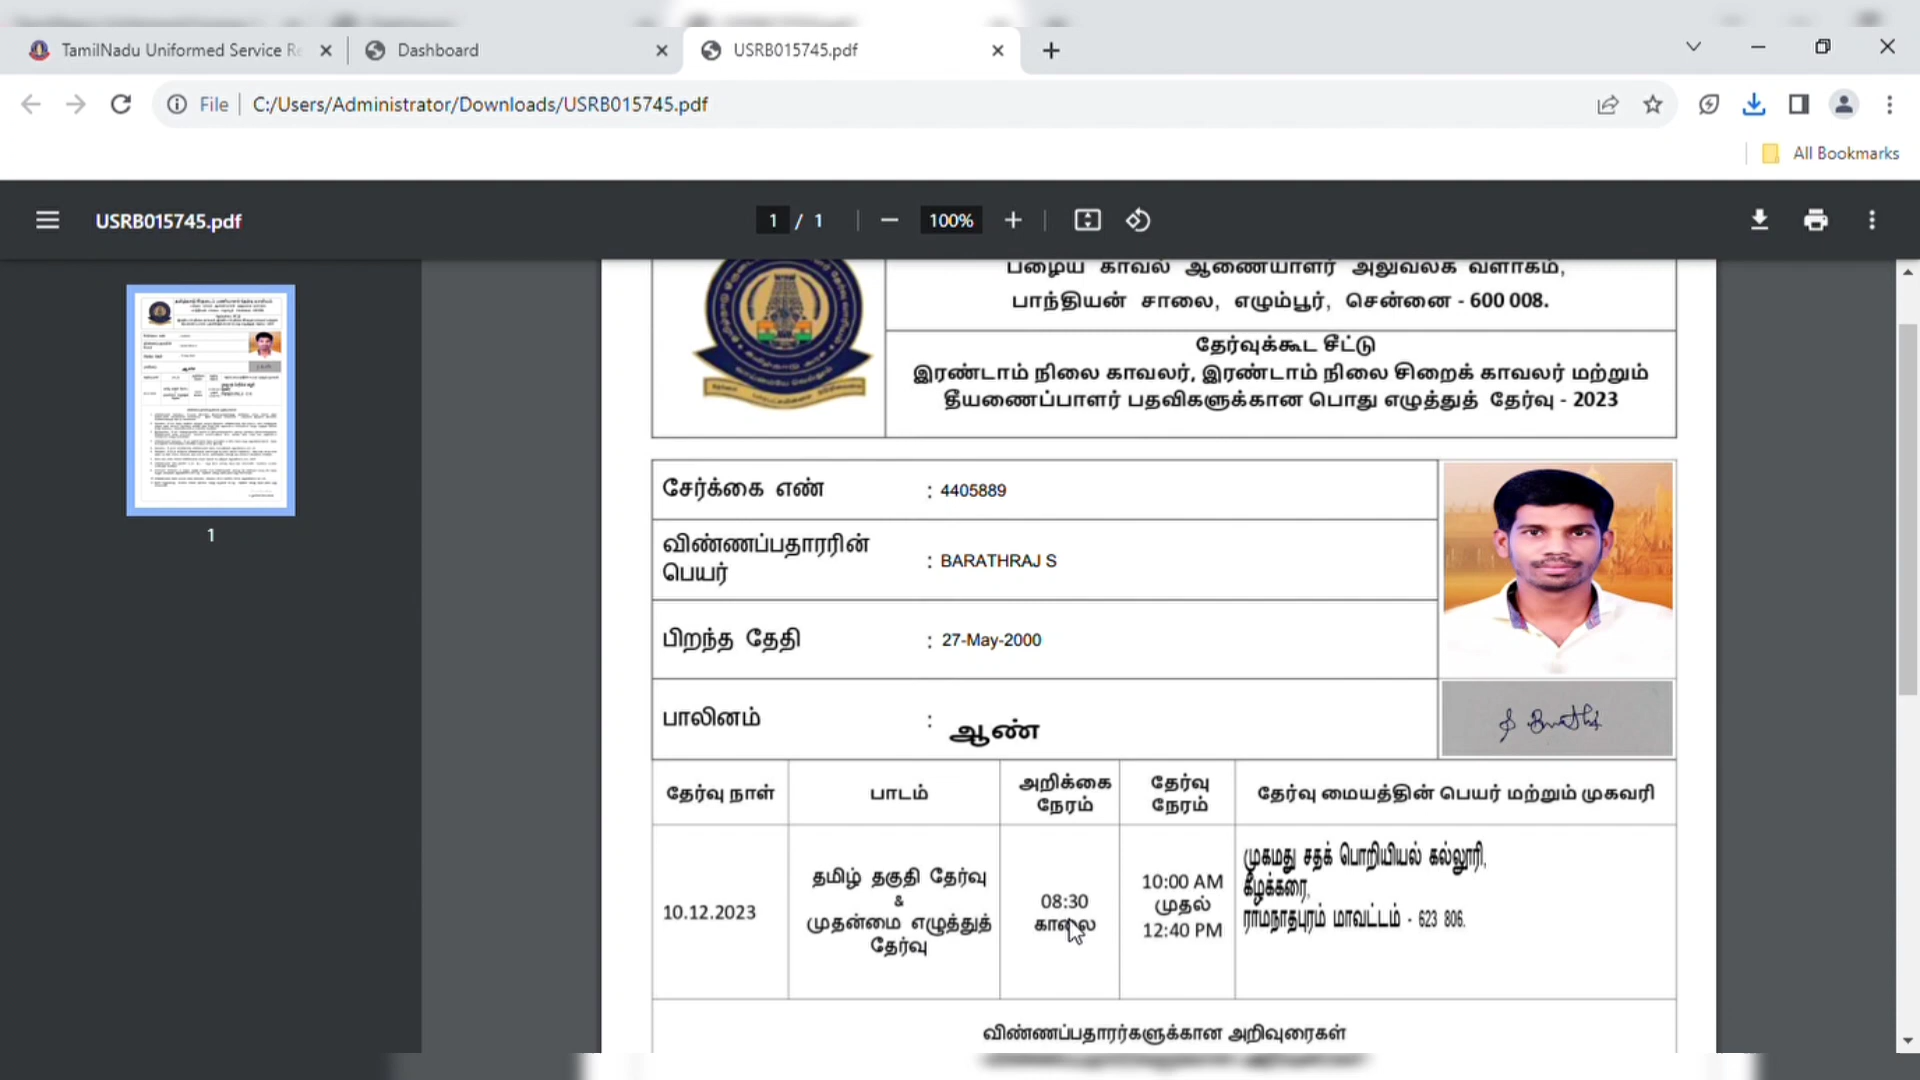 TamilNadu Uniformed Service Re
Dashboard
USRB015745.pdf
File
C:/Users/Administrator/Downloads/USRB015745.pdf
All Bookmarks
USRB015745.pdf
1 / 1
100%
பழைய காவல் ஆணையாளர் அலுவலக வளாகம்,
பாந்தியன் சாலை, எழும்பூர், சென்னை - 600 008.
தேர்வுக்கூட சீட்டு
இரண்டாம் நிலை காவலர், இரண்டாம் நிலை சிறைக் காவலர் மற்றும்
தீயணைப்பாளர் பதவிகளுக்கான பொது எழுத்துத் தேர்வு - 2023
சேர்க்கை எண் : 4405889
விண்ணப்பதாரரின்
பெயர் : BARATHRAJ S
பிறந்த தேதி : 27-May-2000
பாலினம் : ஆண்
தேர்வு நாள்
பாடம்
அறிக்கை
நேரம்
தேர்வு
நேரம்
தேர்வு மையத்தின் பெயர் மற்றும் முகவரி
10.12.2023
தமிழ் தகுதி தேர்வு
&
முதன்மை எழுத்துத்
தேர்வு
08:30
காலை
10:00 AM
முதல்
12:40 PM
முகமது சதக் பொறியியல் கல்லூரி,
கீழக்கரை,
ராமநாதபுரம் மாவட்டம் - 623 806.
விண்ணப்பதாரர்களுக்கான அறிவுரைகள்
1